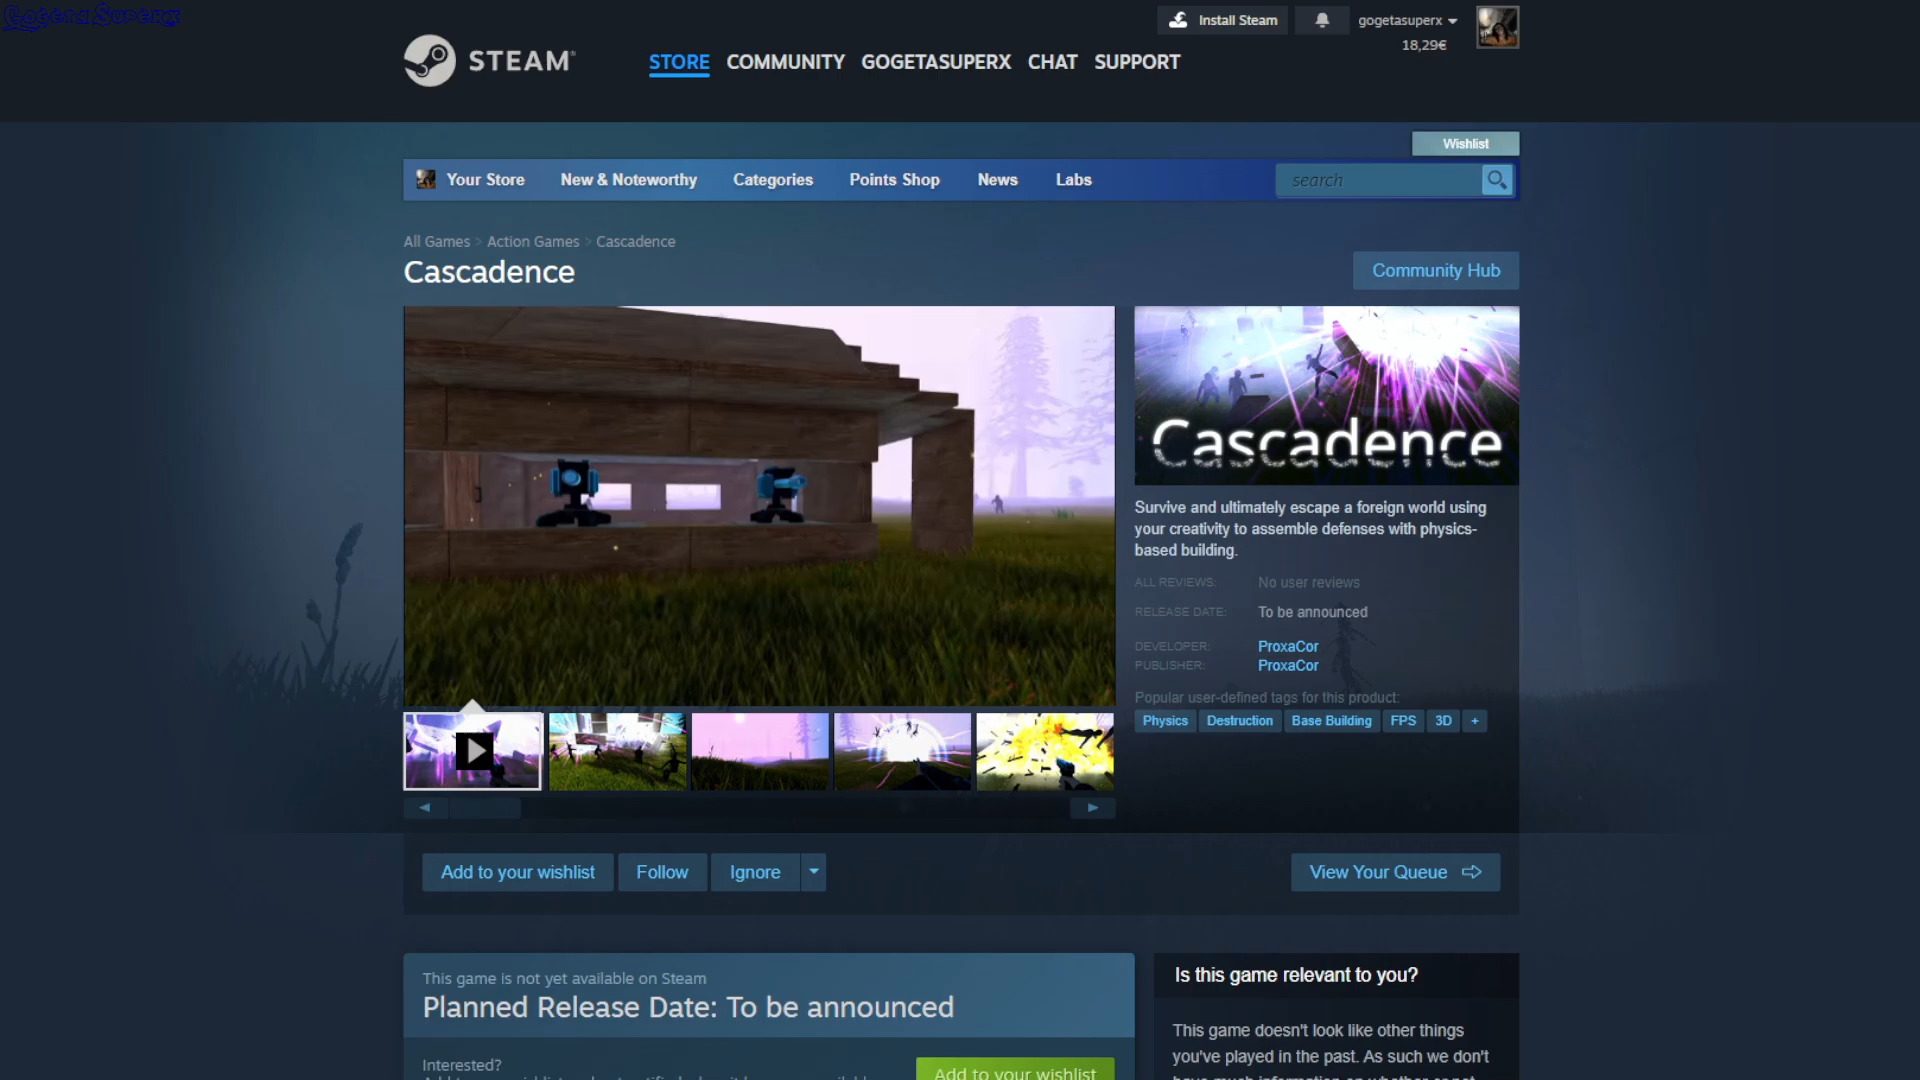 Gogeta Superx
Install Steam
gogetasuperx
18,29€
STEAM®
STORE COMMUNITY GOGETASUPERX CHAT SUPPORT
Wishlist
Your Store New & Noteworthy Categories Points Shop News Labs search
All Games > Action Games > Cascadence
Cascadence
Community Hub
Cascadence
Survive and ultimately escape a foreign world using
your creativity to assemble defenses with physics-
based building.
ALL REVIEWS: No user reviews
RELEASE DATE: To be announced
DEVELOPER: ProxaCor
PUBLISHER: ProxaCor
Popular user-defined tags for this product:
Physics Destruction Base Building FPS 3D +
Add to your wishlist Follow Ignore View Your Queue
This game is not yet available on Steam
Planned Release Date: To be announced
Interested?
Add to your wishlist
Is this game relevant to you?
This game doesn't look like other things
you've played in the past. As such we don't